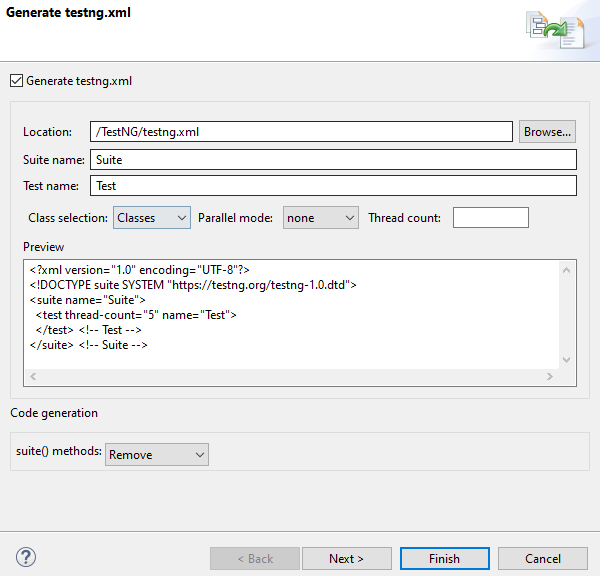 Generate testng.xml
Generate testng.xml
Location: /TestNG/testng.xml Browse...
Suite name: Suite
Test name: Test
Class selection: Classes Parallel mode: none Thread count:
Preview
<?xml version="1.0" encoding="UTF-8"?>
<!DOCTYPE suite SYSTEM "https://testng.org/testng-1.0.dtd">
<suite name="Suite">
<test thread-count="5" name="Test">
</test> <!-- Test -->
</suite> <!-- Suite -->
Code generation
suite() methods: Remove
? < Back Next > Finish Cancel